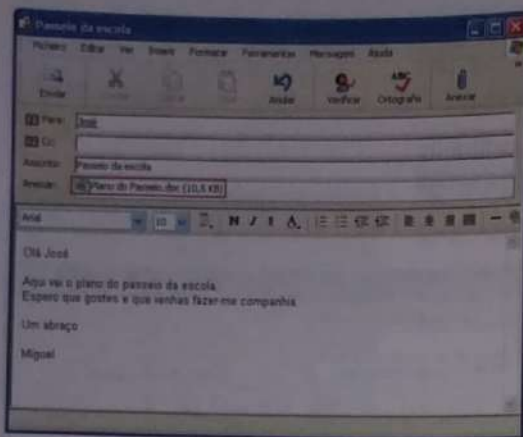 Passeio da escola
Ficheiro Editar Ver Inserir Formatar Ferramentas Mensagem Ajuda
Enviar Anular Verificar Ortografia Anexar
Para: José
Cc:
Assunto: Passeio da escola
Anexar: Plano do Passeio.doc (10,5 KB)
Arial 10 N I S A
Olá José
Aqui vai o plano do passeio da escola.
Espero que gostes e que venhas fazer-me companhia.
Um abraço
Miguel